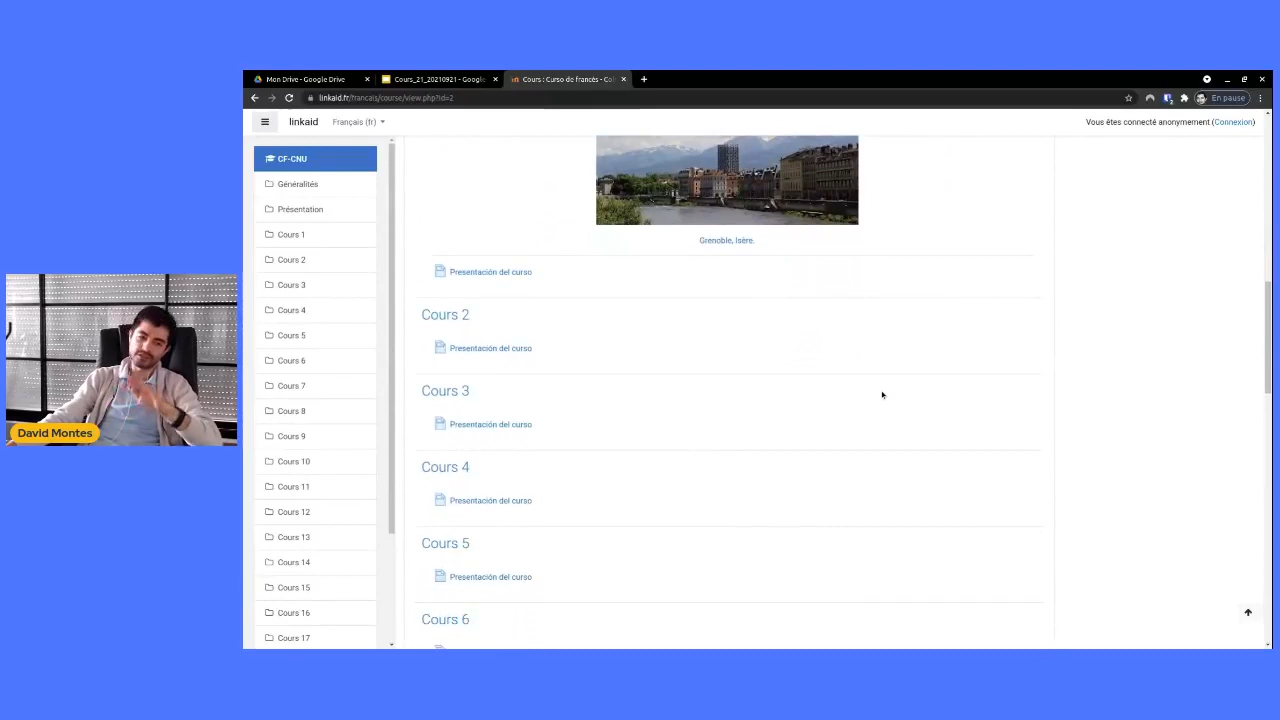 Mon Drive - Google Drive
Cours_21_20210921 - Google
Cours : Curso de francés - Col
linkaid.fr/francais/course/view.php?id=2
En pause
linkaid
Français (fr)
Vous êtes connecté anonymement (Connexion)
CF-CNU
Généralités
Présentation
Cours 1
Cours 2
Cours 3
Cours 4
Cours 5
Cours 6
Cours 7
Cours 8
Cours 9
Cours 10
Cours 11
Cours 12
Cours 13
Cours 14
Cours 15
Cours 16
Cours 17
Grenoble, Isère.
Presentación del curso
Cours 2
Presentación del curso
Cours 3
Presentación del curso
Cours 4
Presentación del curso
Cours 5
Presentación del curso
Cours 6
David Montes